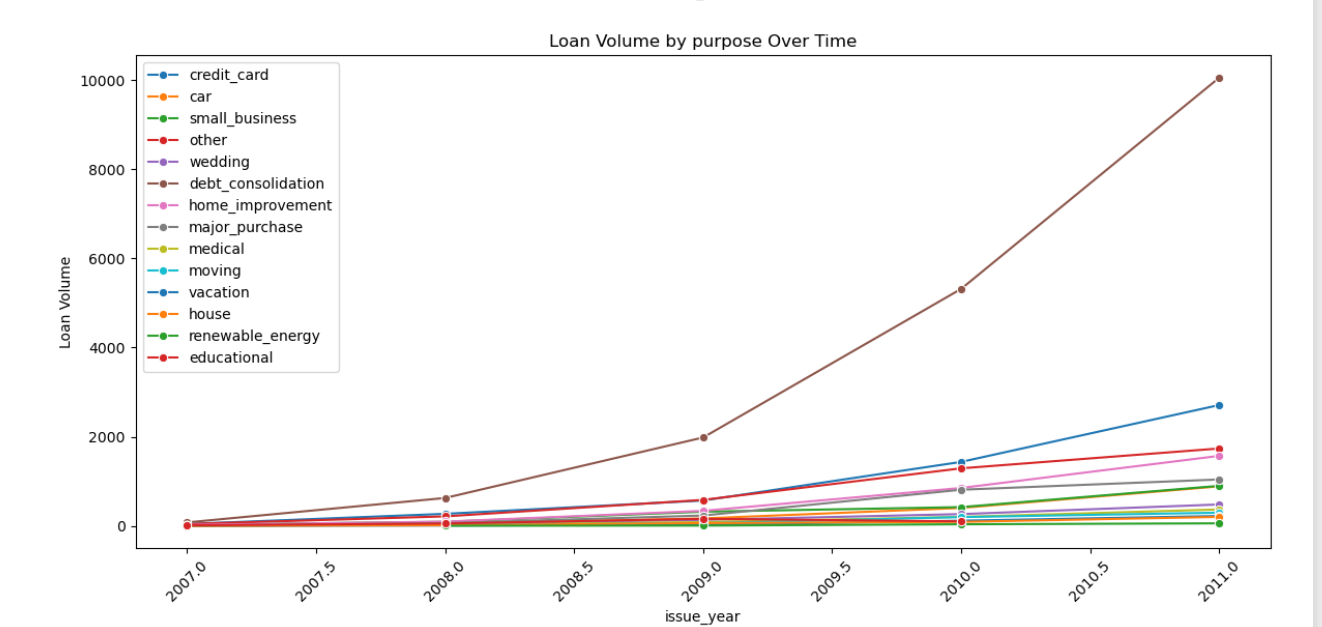 Loan Volume by purpose Over Time
10000
8000
6000
4000
2000
0
Loan Volume
credit_card
car
small_business
other
wedding
debt_consolidation
home_improvement
major_purchase
medical
moving
vacation
house
renewable_energy
educational
2007.0 2007.5 2008.0 2008.5 2009.0 2009.5 2010.0 2010.5 2011.0
issue_year